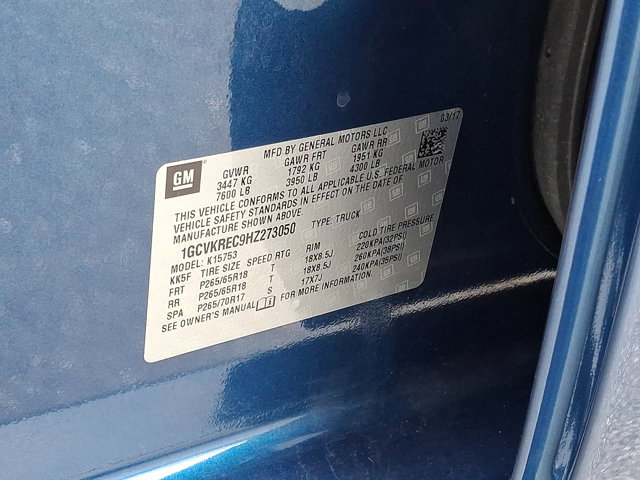 GM
MFD. BY GENERAL MOTORS LLC
03/17
GVWR GAWR FRT GAWR RR
3447 KG 1792 KG 1951 KG
7600 LB 3950 LB 4300 LB
THIS VEHICLE CONFORMS TO ALL APPLICABLE U.S. FEDERAL MOTOR
VEHICLE SAFETY STANDARDS IN EFFECT ON THE DATE OF
MANUFACTURE SHOWN ABOVE.
1GCVKREC9HZ273050 TYPE: TRUCK
MODEL: K15753
KK5F TIRE SIZE SPEED RTG RIM COLD TIRE PRESSURE
FRT P265/65R18 T 18X8.5J 220KPA(32PSI)
RR P265/65R18 T 18X8.5J 260KPA(38PSI)
SPA P265/70R17 S 17X7J 240KPA(35PSI)
SEE OWNER'S MANUAL FOR MORE INFORMATION.